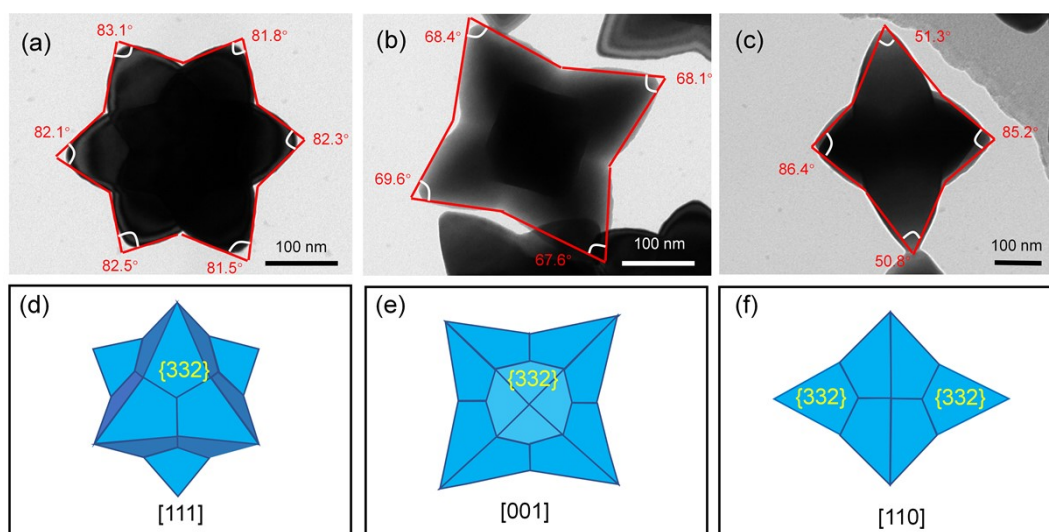 (a)
83.1°
81.8°
82.1°
82.3°
82.5°
81.5°
100 nm
(b)
68.4°
68.1°
69.6°
67.6°
100 nm
(c)
51.3°
85.2°
86.4°
50.8°
100 nm
(d)
{332}
[111]
(e)
{332}
[001]
(f)
{332}
{332}
[110]